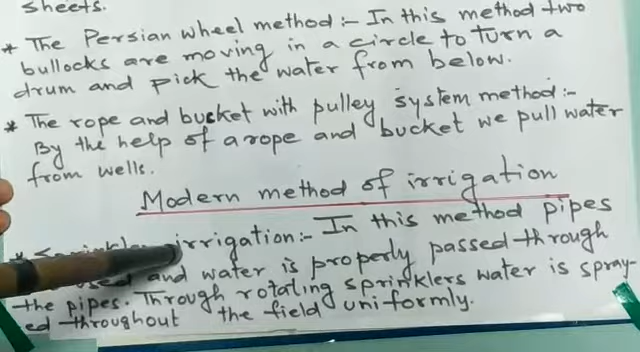 sheets.
* The Persian wheel method:- In this method two
bullocks are moving in a circle to turn a
drum and pick the water from below.
* The rope and bucket with pulley system method:-
By the help of a rope and bucket we pull water
from wells.
Modern method of irrigation
irrigation:- In this method pipes
and water is properly passed through
the pipes. Through rotating sprinklers water is spray-
ed throughout the field uniformly.